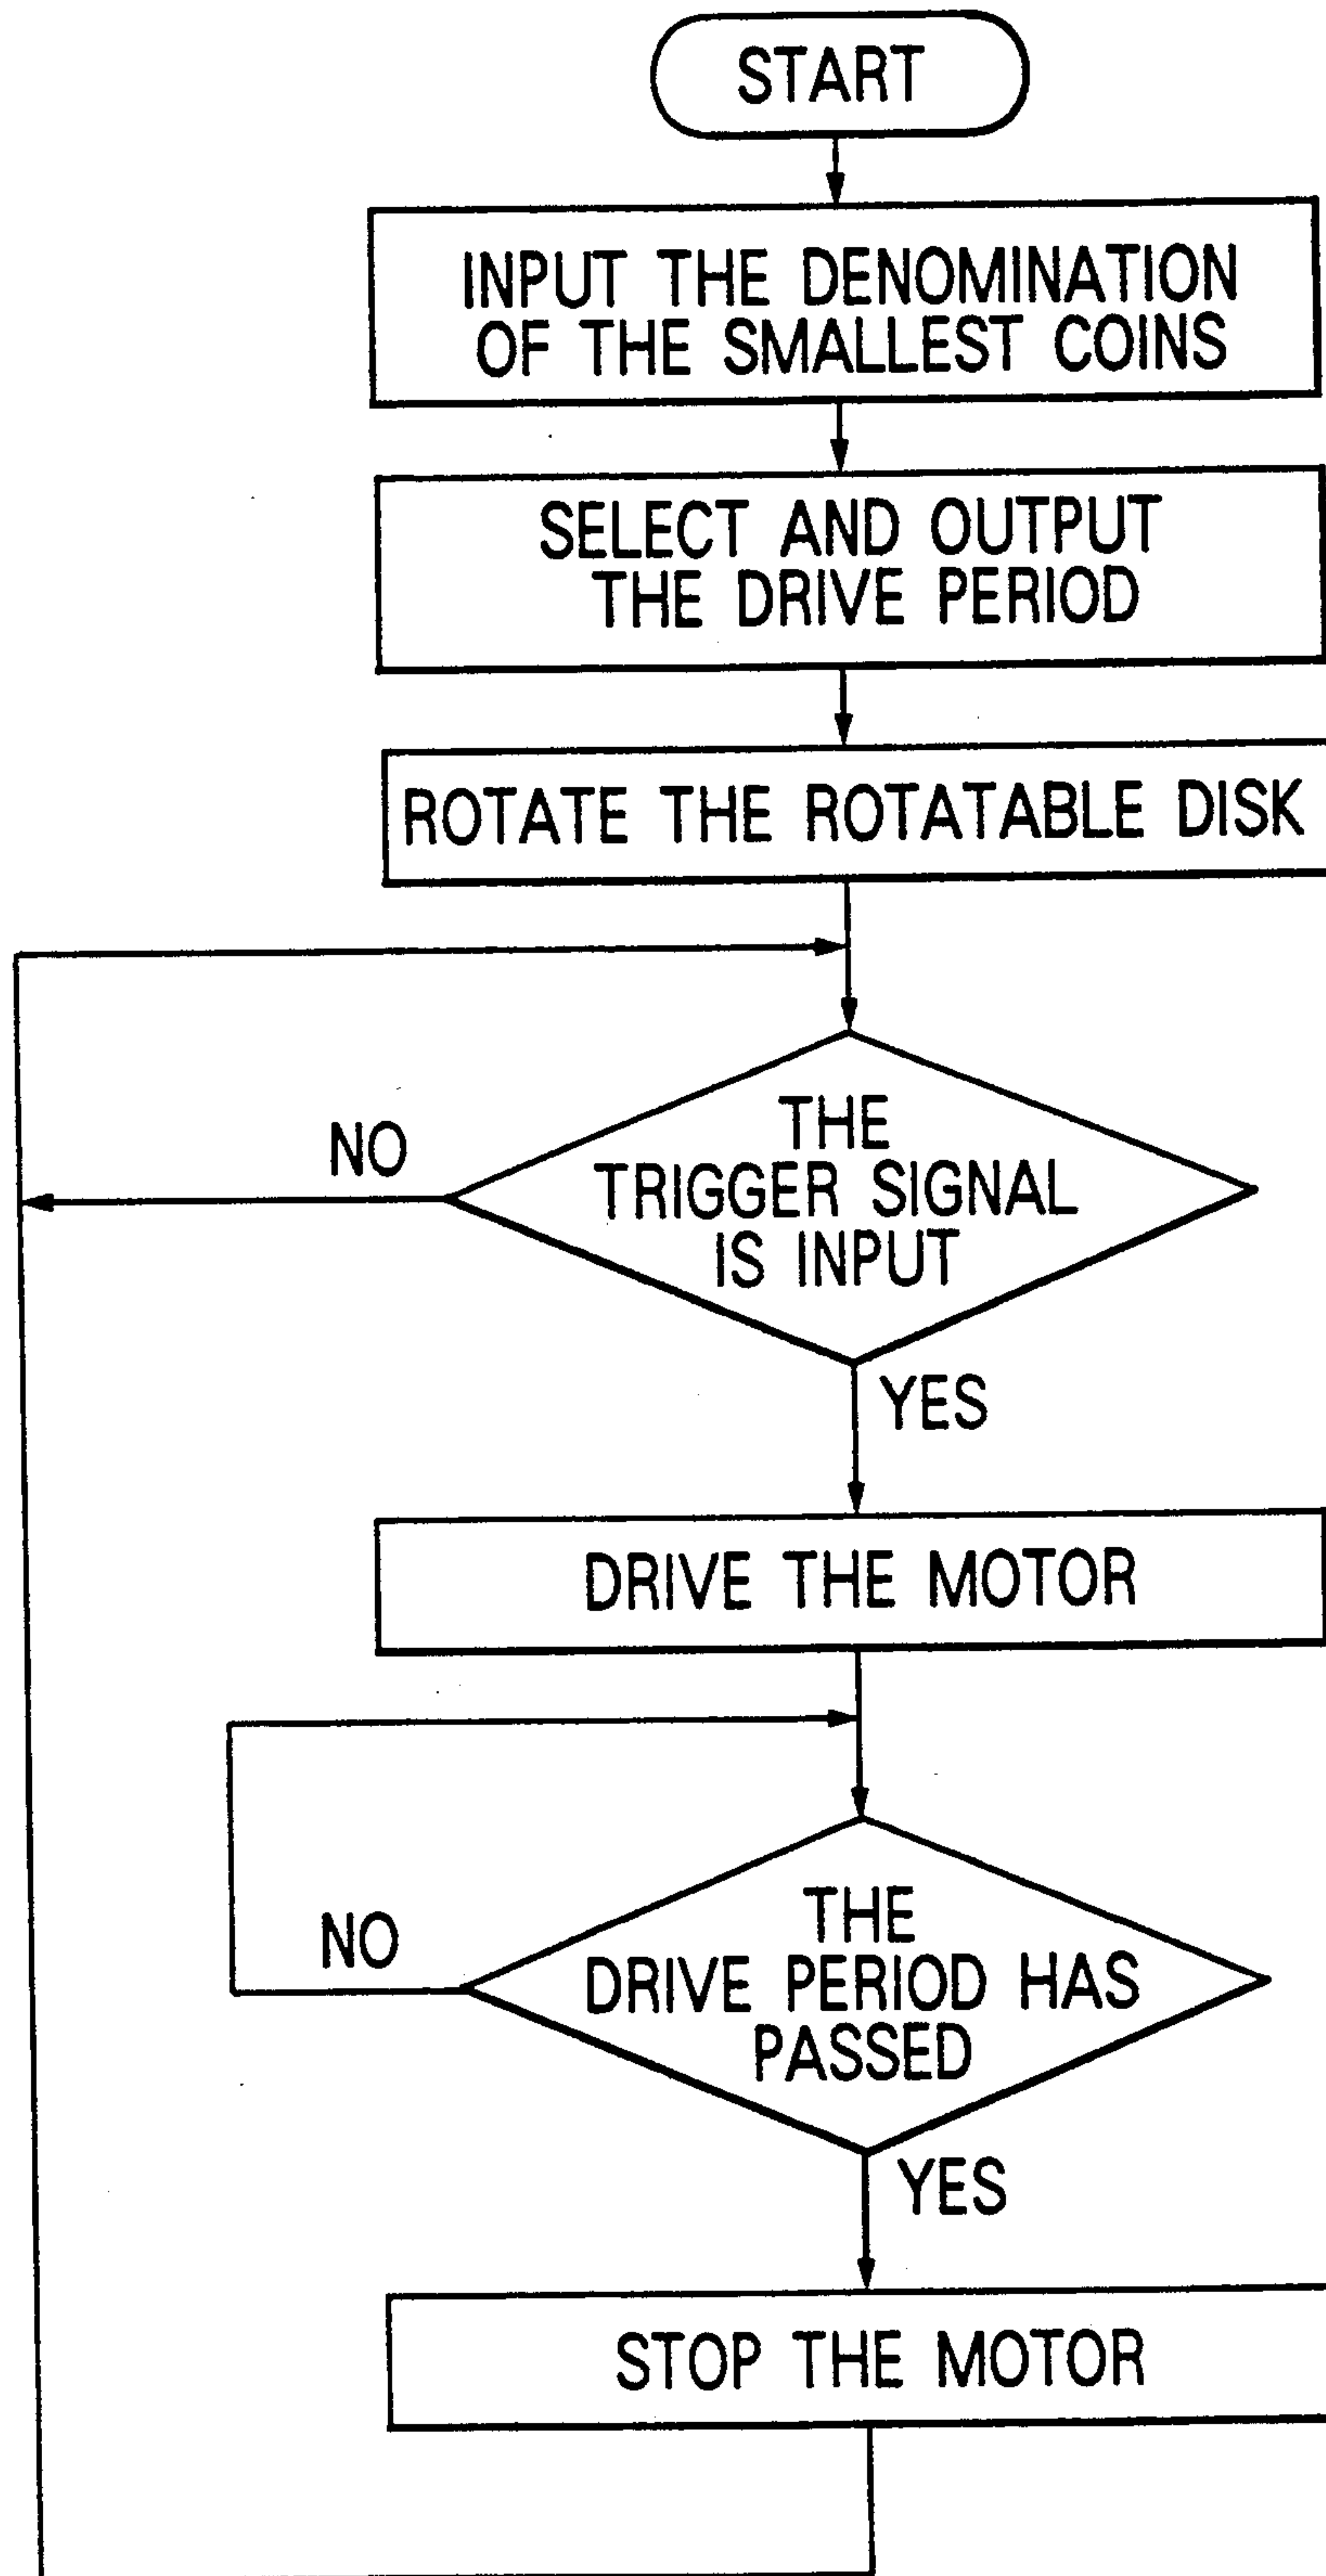 START
INPUT THE DENOMINATION
OF THE SMALLEST COINS
SELECT AND OUTPUT
THE DRIVE PERIOD
ROTATE THE ROTATABLE DISK
THE
TRIGGER SIGNAL
IS INPUT
NO
YES
DRIVE THE MOTOR
THE
DRIVE PERIOD HAS
PASSED
NO
YES
STOP THE MOTOR